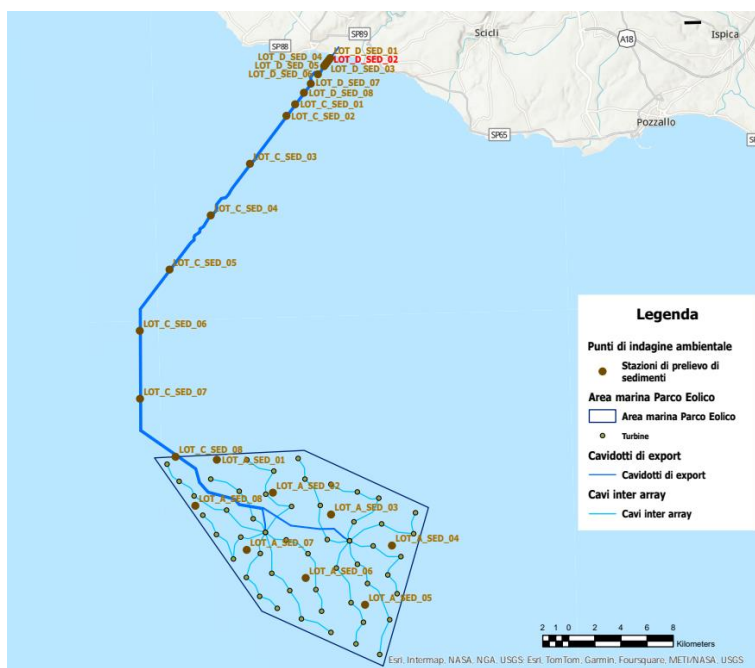 SP89
SP88
Scicli
A18
Ispica
LOT_D_SED_01
LOT_D_SED_04
LOT_D_SED_02
LOT_D_SED_05
LOT_D_SED_03
LOT_D_SED_06
LOT_D_SED_07
LOT_D_SED_08
LOT_C_SED_01
LOT_C_SED_02
Pozzallo
SP65
LOT_C_SED_03
LOT_C_SED_04
LOT_C_SED_05
LOT_C_SED_06
LOT_C_SED_07
LOT_C_SED_08
LOT_A_SED_01
LOT_A_SED_02
LOT_A_SED_08
LOT_A_SED_03
LOT_A_SED_04
LOT_A_SED_07
LOT_A_SED_06
LOT_A_SED_05
Legenda
Punti di indagine ambientale
Stazioni di prelievo di
sedimenti
Area marina Parco Eolico
Area marina Parco Eolico
Turbine
Cavidotti di export
Cavidotti di export
Cavi inter array
Cavi inter array
2 1 0 2 4 6 8
Kilometers
Esri, Intermap, NASA, NGA, USGS; Esri, TomTom, Garmin, Foursquare, METI/NASA, USGS